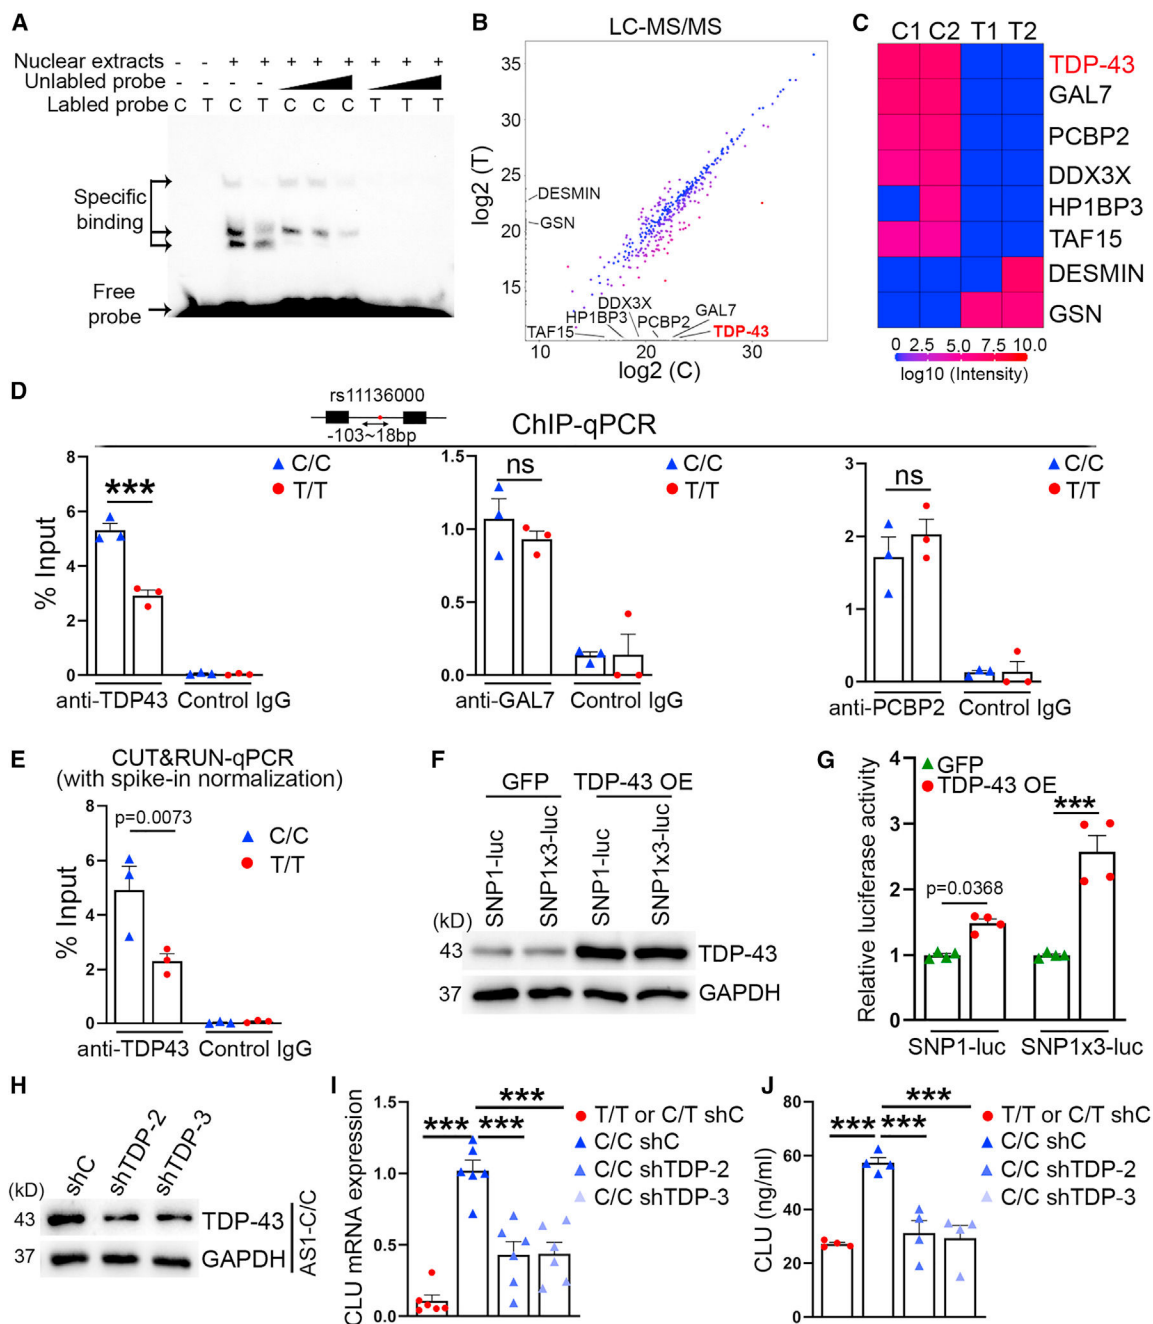 A
Nuclear extracts - - + + + + + + + +
Unlabled probe - - - -
Labled probe C T C T C C C T T T
Specific
binding
Free
probe
B
LC-MS/MS
log2 (T)
35
30
25
20
15
DESMIN
GSN
DDX3X
HP1BP3
TAF15
PCBP2
GAL7
TDP-43
10 20 30
log2 (C)
C
C1 C2 T1 T2
TDP-43
GAL7
PCBP2
DDX3X
HP1BP3
TAF15
DESMIN
GSN
0 2.5 5.0 7.5 10.0
log10 (Intensity)
D
rs11136000
-103~18bp
ChIP-qPCR
% Input
8
6
4
2
0
***
C/C
T/T
anti-TDP43 Control IgG
1.5
1.0
0.5
0.0
ns
C/C
T/T
anti-GAL7 Control IgG
3
2
1
0
ns
C/C
T/T
anti-PCBP2 Control IgG
E
CUT&RUN-qPCR
(with spike-in normalization)
% Input
8
6
4
2
0
p=0.0073
C/C
T/T
anti-TDP43 Control IgG
F
GFP TDP-43 OE
SNP1-luc
SNP1x3-luc
SNP1-luc
SNP1x3-luc
(kD)
43 TDP-43
37 GAPDH
G
Relative luciferase activity
4
3
2
1
0
GFP
TDP-43 OE
p=0.0368
***
SNP1-luc SNP1x3-luc
H
shC
shTDP-2
shTDP-3
(kD)
43 TDP-43
37 GAPDH
AS1-C/C
I
CLU mRNA expression
1.5
1.0
0.5
0.0
***
*** ***
T/T or C/T shC
C/C shC
C/C shTDP-2
C/C shTDP-3
J
CLU (ng/ml)
80
60
40
20
0
***
*** ***
T/T or C/T shC
C/C shC
C/C shTDP-2
C/C shTDP-3